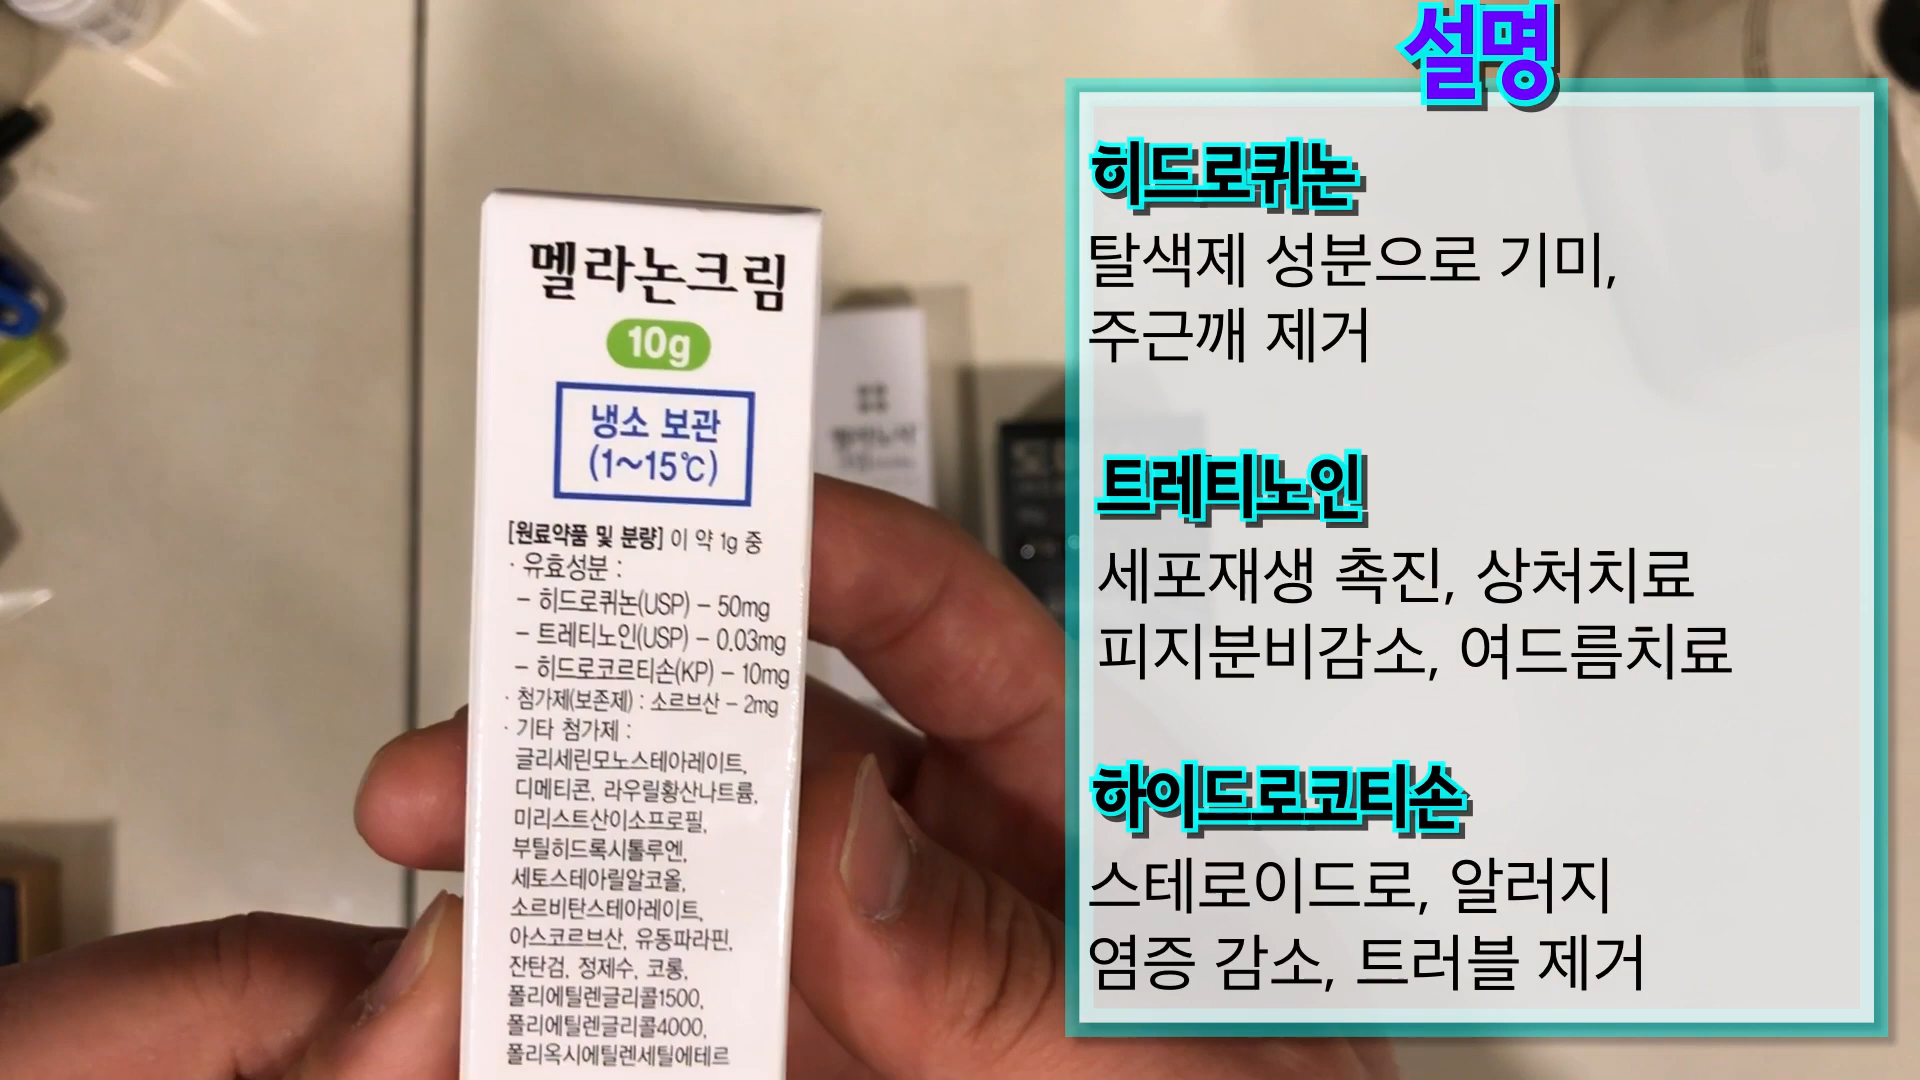 멜라논크림
10g
냉소 보관
(1~15℃)
[원료약품 및 분량] 이 약 1g 중
· 유효성분 :
– 히드로퀴논(USP) – 50mg
– 트레티노인(USP) – 0.03mg
– 히드로코르티손(KP) – 10mg
· 첨가제(보존제) : 소르브산 – 2mg
· 기타 첨가제 :
글리세린모노스테아레이트,
디메티콘, 라우릴황산나트륨,
미리스트산이소프로필,
부틸히드록시톨루엔,
세토스테아릴알코올,
소르비탄스테아레이트,
아스코르브산, 유동파라핀,
잔탄검, 정제수, 코롱,
폴리에틸렌글리콜1500,
폴리에틸렌글리콜4000,
폴리옥시에틸렌세틸에테르
설명
히드로퀴논
탈색제 성분으로 기미,
주근깨 제거
트레티노인
세포재생 촉진, 상처치료
피지분비감소, 여드름치료
하이드로코티손
스테로이드로, 알러지
염증 감소, 트러블 제거